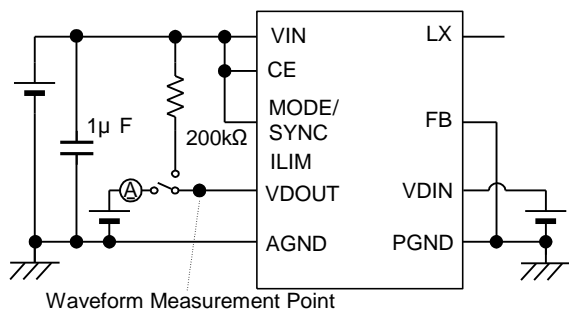 VIN
LX
CE
MODE/
SYNC
FB
1μ F
200kΩ
ILIM
A
VDOUT
VDIN
AGND
PGND
Waveform Measurement Point